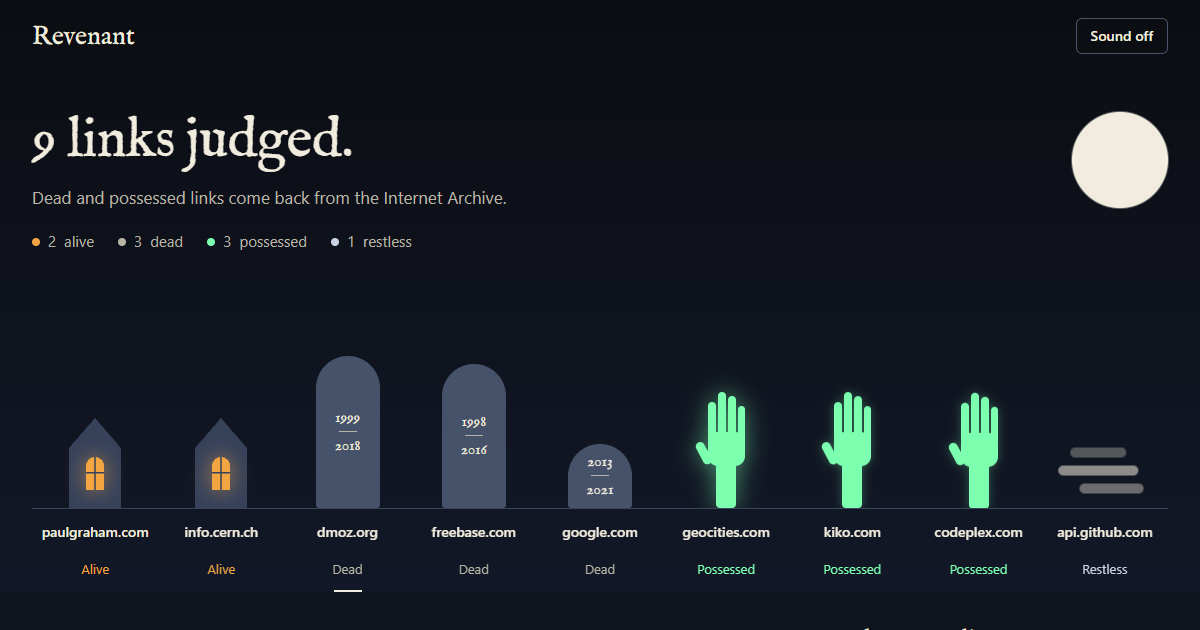 Revenant
Sound off
9 links judged.
Dead and possessed links come back from the Internet Archive.
2 alive 3 dead 3 possessed 1 restless
1999 1998 2013
2018 2016 2021
paulgraham.com info.cern.ch dmoz.org freebase.com google.com geocities.com kiko.com codeplex.com api.github.com
Alive Alive Dead Dead Dead Possessed Possessed Possessed Restless